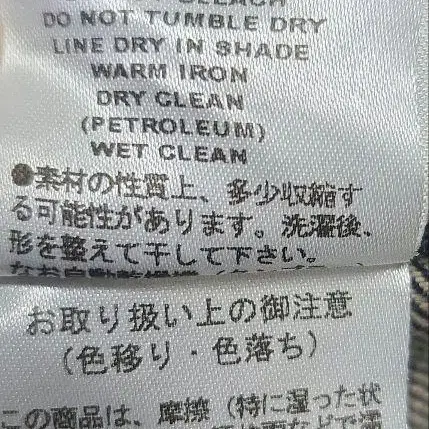 BLEACH
DO NOT TUMBLE DRY
LINE DRY IN SHADE
WARM IRON
DRY CLEAN
(PETROLEUM)
WET CLEAN
●素材の性質上、多少収縮す
る可能性があります。洗濯後、
形を整えて干して下さい。
お取り扱い上の御注意
(色移り・色落ち)
この商品は、摩擦(特に湿った状